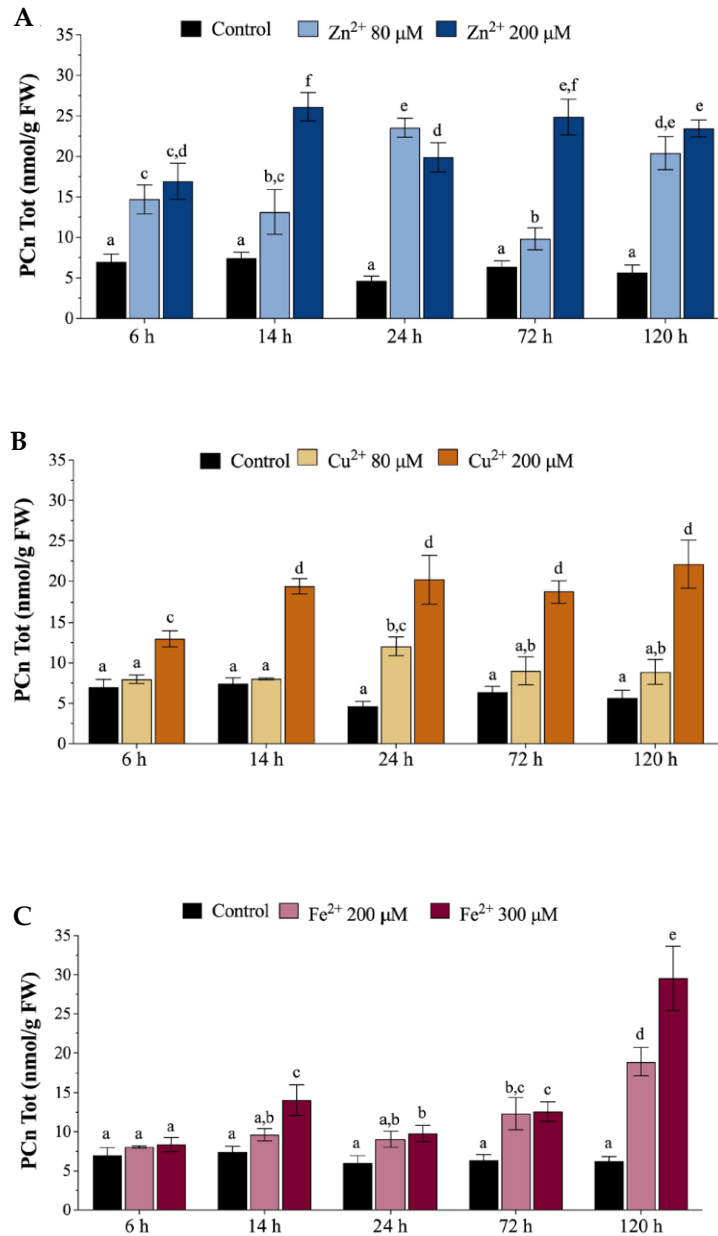 A
Control Zn2+ 80 μM Zn2+ 200 μM
PCn Tot (nmol/g FW)
35
30
25
20
15
10
5
0
a c c,d a b,c f a e d a b e,f a d,e e
6 h 14 h 24 h 72 h 120 h
B
Control Cu2+ 80 μM Cu2+ 200 μM
PCn Tot (nmol/g FW)
35
30
25
20
15
10
5
0
a a c a a d a b,c d a a,b d a a,b d
6 h 14 h 24 h 72 h 120 h
C
Control Fe2+ 200 μM Fe2+ 300 μM
PCn Tot (nmol/g FW)
35
30
25
20
15
10
5
0
a a a a a,b c a a,b b a b,c c a d e
6 h 14 h 24 h 72 h 120 h